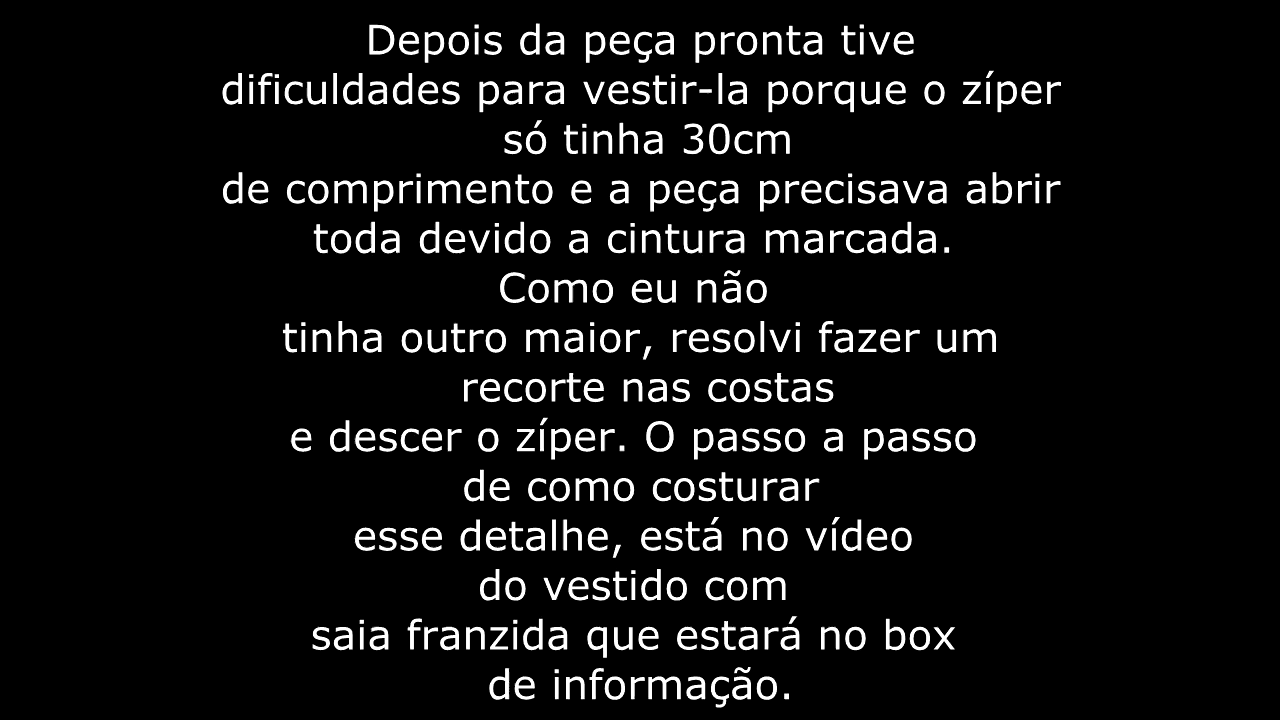 Depois da peça pronta tive
dificuldades para vestir-la porque o zíper
só tinha 30cm
de comprimento e a peça precisava abrir
toda devido a cintura marcada.
Como eu não
tinha outro maior, resolvi fazer um
recorte nas costas
e descer o zíper. O passo a passo
de como costurar
esse detalhe, está no vídeo
do vestido com
saia franzida que estará no box
de informação.